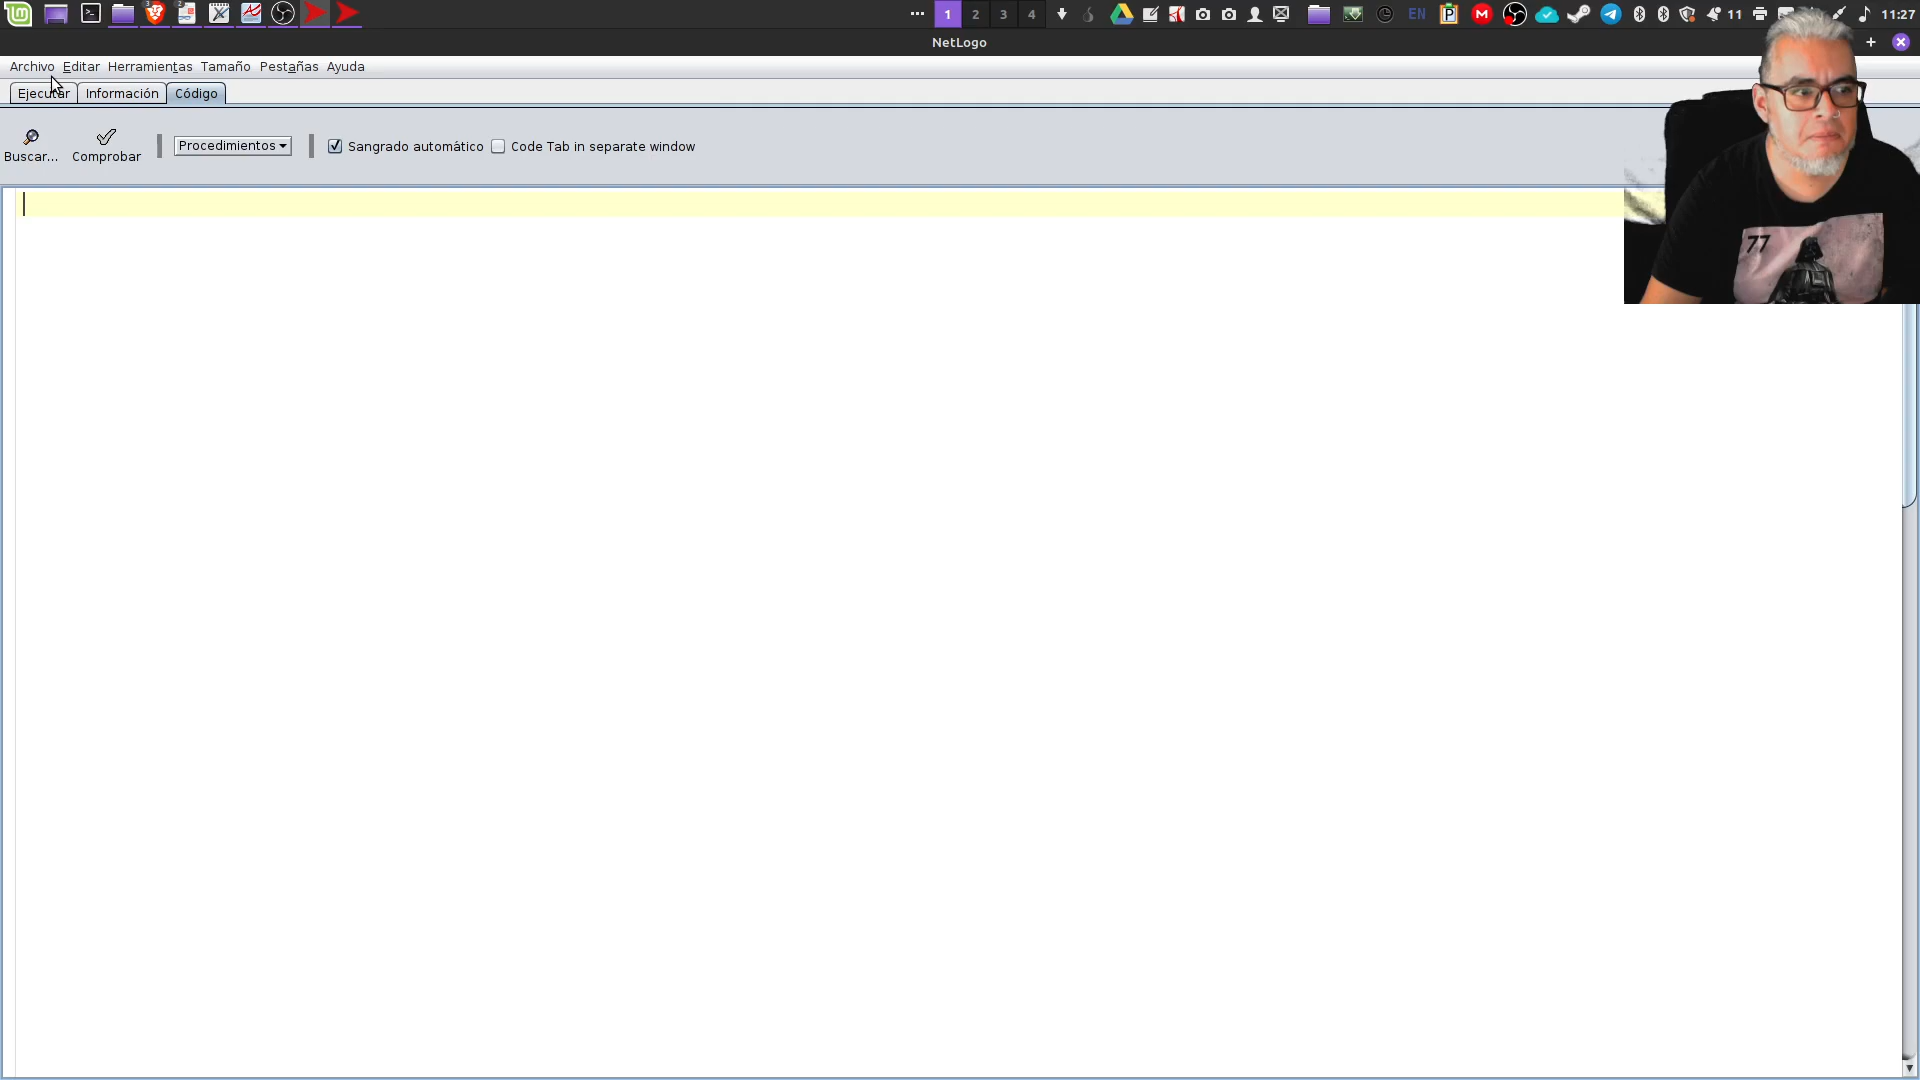 1 2 3 4 EN P M 11 11:27
NetLogo
Archivo Editar Herramientas Tamaño Pestañas Ayuda
Ejecutar Información Código
Buscar... Comprobar Procedimientos Sangrado automático Code Tab in separate window
77